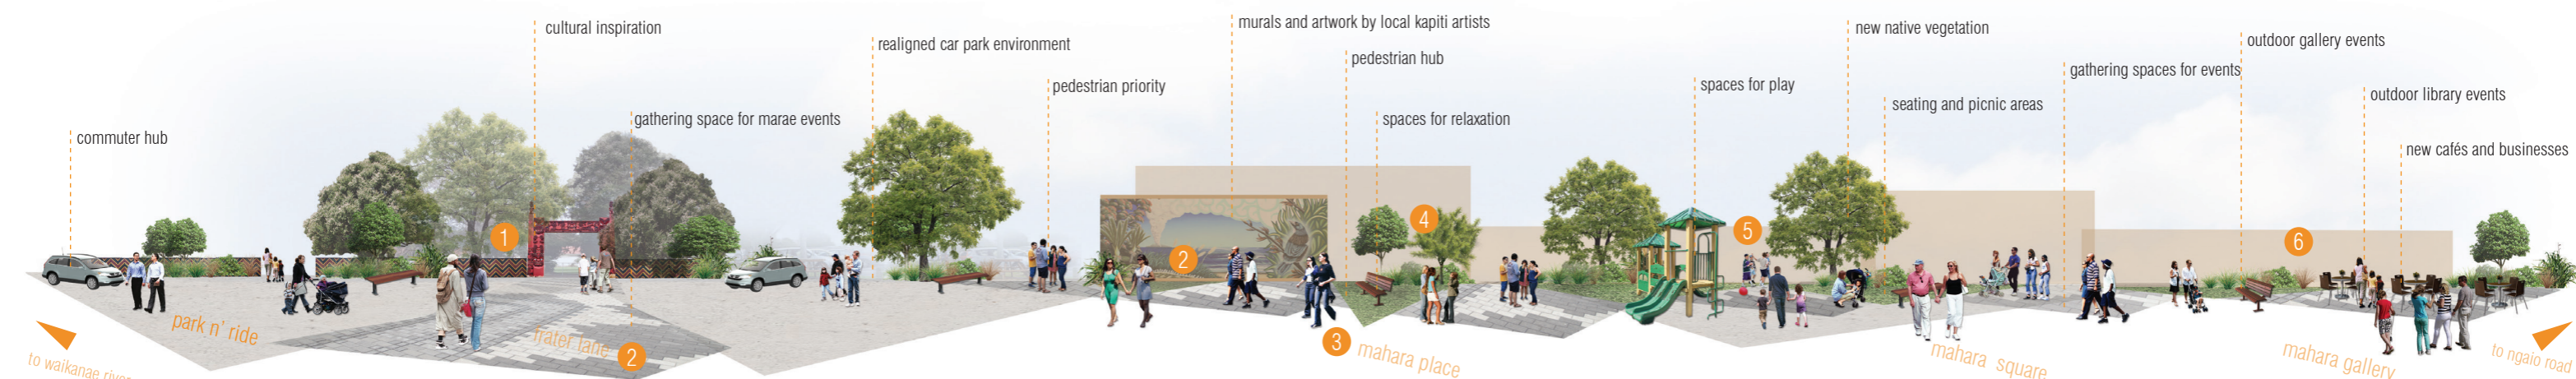 commuter hub
cultural inspiration
gathering space for marae events
realigned car park environment
pedestrian priority
murals and artwork by local kapiti artists
pedestrian hub
spaces for relaxation
spaces for play
new native vegetation
seating and picnic areas
gathering spaces for events
outdoor gallery events
outdoor library events
new cafés and businesses
1
2
4
5
6
park n' ride
frater lane
2
3
mahara place
mahara square
mahara gallery
to waikanae river
to ngaio road